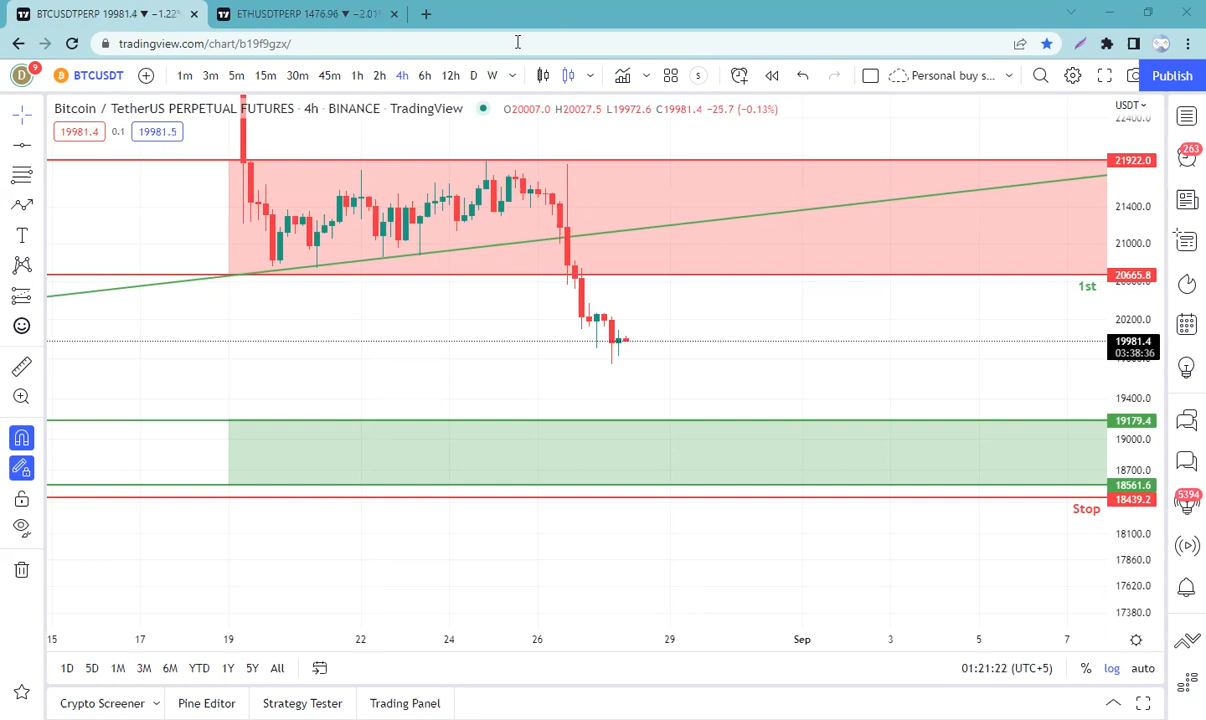 BTCUSDTPERP 19981.4 ▼ −1.22%
ETHUSDTPERP 1476.96 ▼ −2.01%
tradingview.com/chart/b19f9gzx/
D 9 BTCUSDT 1m 3m 5m 15m 30m 45m 1h 2h 4h 6h 12h D W S Personal buy s... Publish
Bitcoin / TetherUS PERPETUAL FUTURES · 4h · BINANCE · TradingView O20007.0 H20027.5 L19972.6 C19981.4 −25.7 (−0.13%)
USDT
22400.0
19981.4 0.1 19981.5
263
21922.0
21400.0
21000.0
20665.8
1st
20200.0
19981.4
03:38:36
19400.0
19179.4
19000.0
18700.0
18561.6
18439.2
5394
Stop
18100.0
17860.0
17620.0
17380.0
15 17 19 22 24 26 29 Sep 3 5 7
1D 5D 1M 3M 6M YTD 1Y 5Y All 01:21:22 (UTC+5) % log auto
Crypto Screener Pine Editor Strategy Tester Trading Panel